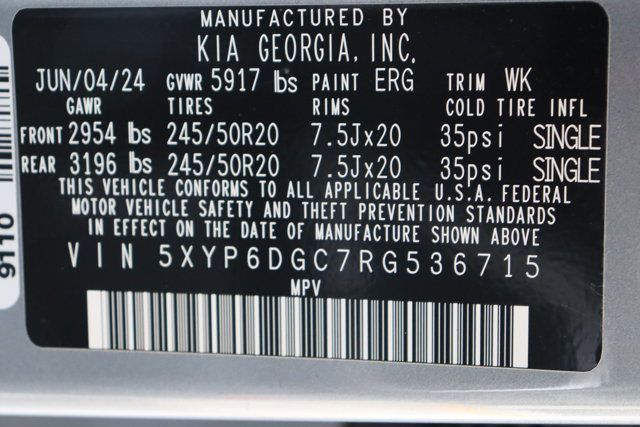 MANUFACTURED BY
KIA GEORGIA, INC.
JUN/04/24 GVWR 5917 lbs PAINT ERG TRIM WK
GAWR TIRES RIMS COLD TIRE INFL
FRONT 2954 lbs 245/50R20 7.5Jx20 35psi SINGLE
REAR 3196 lbs 245/50R20 7.5Jx20 35psi SINGLE
THIS VEHICLE CONFORMS TO ALL APPLICABLE U.S.A. FEDERAL
MOTOR VEHICLE SAFETY AND THEFT PREVENTION STANDARDS
IN EFFECT ON THE DATE OF MANUFACTURE SHOWN ABOVE
VIN 5XYP6DGC7RG536715
MPV
9110